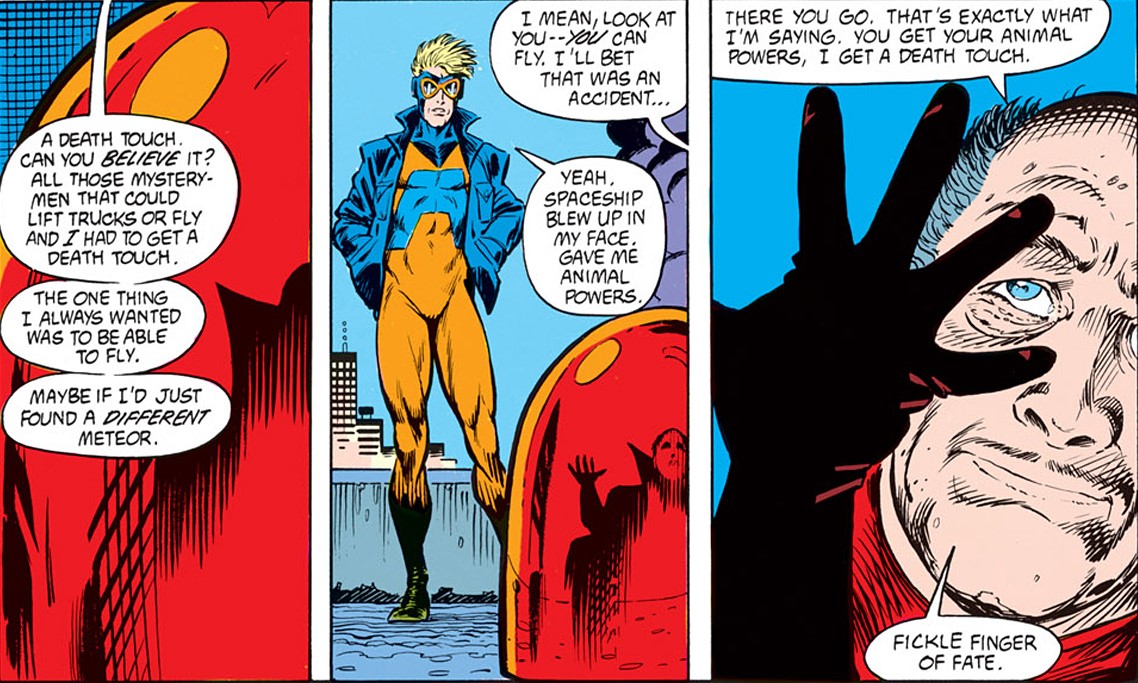 A DEATH TOUCH.
CAN YOU BELIEVE IT?
ALL THOSE MYSTERY-
MEN THAT COULD
LIFT TRUCKS OR FLY
AND I HAD TO GET A
DEATH TOUCH.
THE ONE THING
I ALWAYS WANTED
WAS TO BE ABLE
TO FLY.
MAYBE IF I'D JUST
FOUND A DIFFERENT
METEOR.
I MEAN, LOOK AT
YOU--YOU CAN
FLY. I'LL BET
THAT WAS AN
ACCIDENT...
YEAH.
SPACESHIP
BLEW UP IN
MY FACE.
GAVE ME
ANIMAL
POWERS.
THERE YOU GO. THAT'S EXACTLY WHAT
I'M SAYING. YOU GET YOUR ANIMAL
POWERS, I GET A DEATH TOUCH.
FICKLE FINGER
OF FATE.